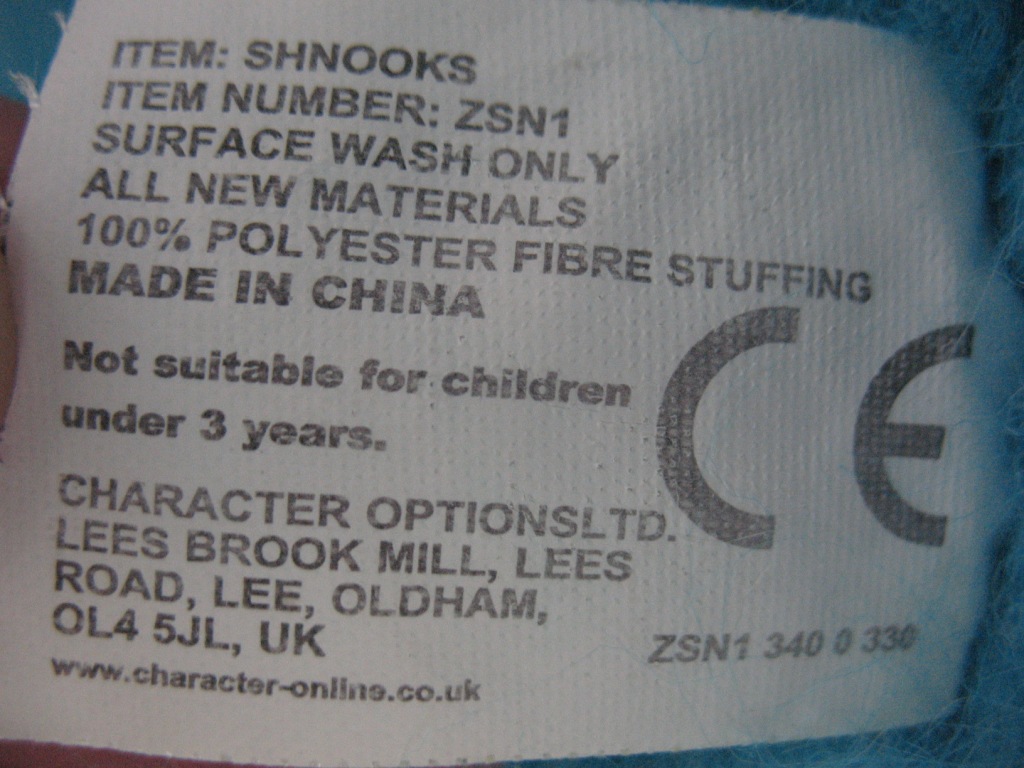 ITEM: SHNOOKS
ITEM NUMBER: ZSN1
SURFACE WASH ONLY
ALL NEW MATERIALS
100% POLYESTER FIBRE STUFFING
MADE IN CHINA
Not suitable for children
under 3 years.
CE
CHARACTER OPTIONSLTD.
LEES BROOK MILL, LEES
ROAD, LEE, OLDHAM,
OL4 5JL, UK
www.character-online.co.uk
ZSN1 340 0 330